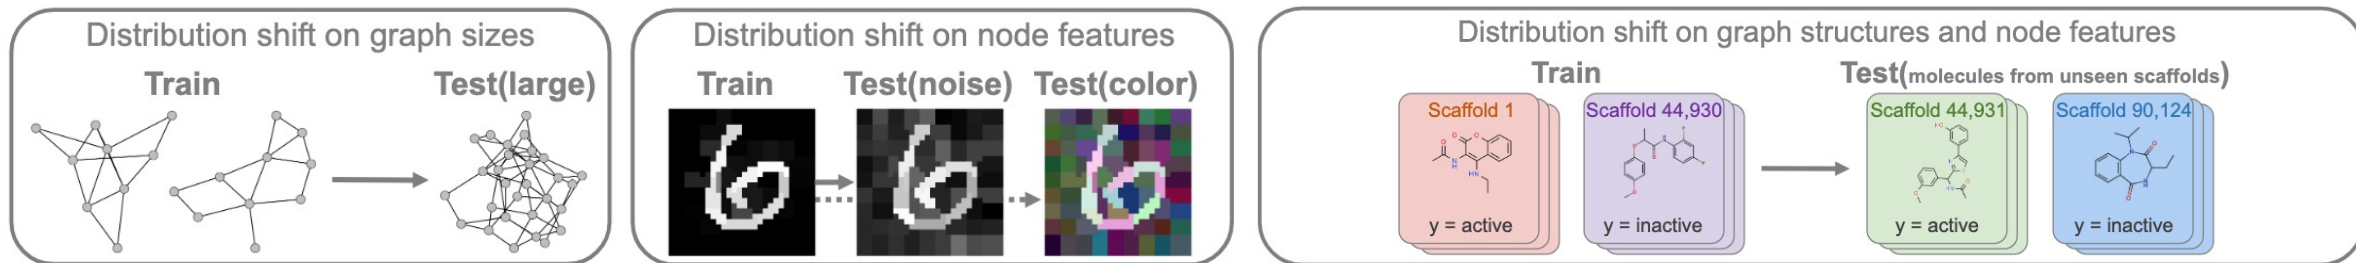 Distribution shift on graph sizes
Train
Test(large)
Distribution shift on node features
Train
Test(noise)
Test(color)
Distribution shift on graph structures and node features
Train
Test(molecules from unseen scaffolds)
Scaffold 1
y = active
Scaffold 44,930
y = inactive
Scaffold 44,931
y = active
Scaffold 90,124
y = inactive